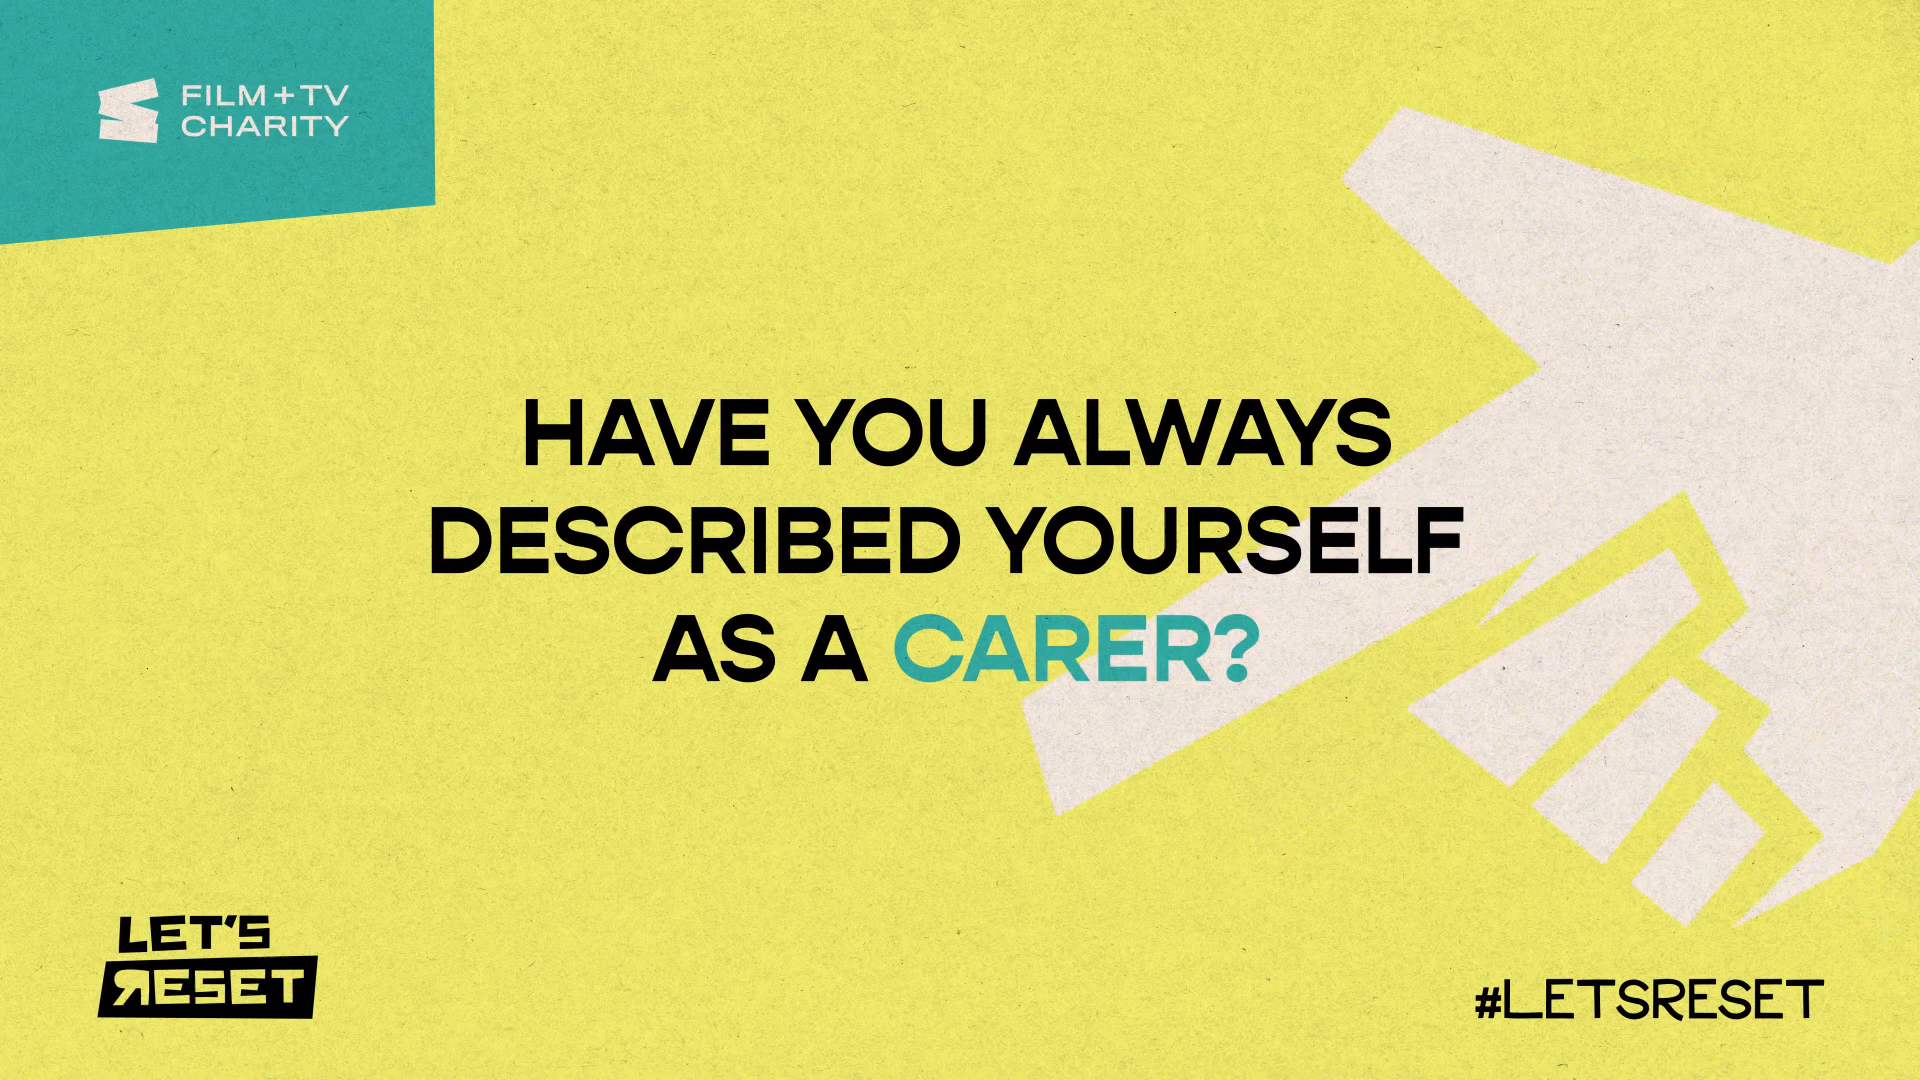 FILM+TV
CHARITY
HAVE YOU ALWAYS
DESCRIBED YOURSELF
AS A CARER?
LET'S
RESET
#LETSRESET